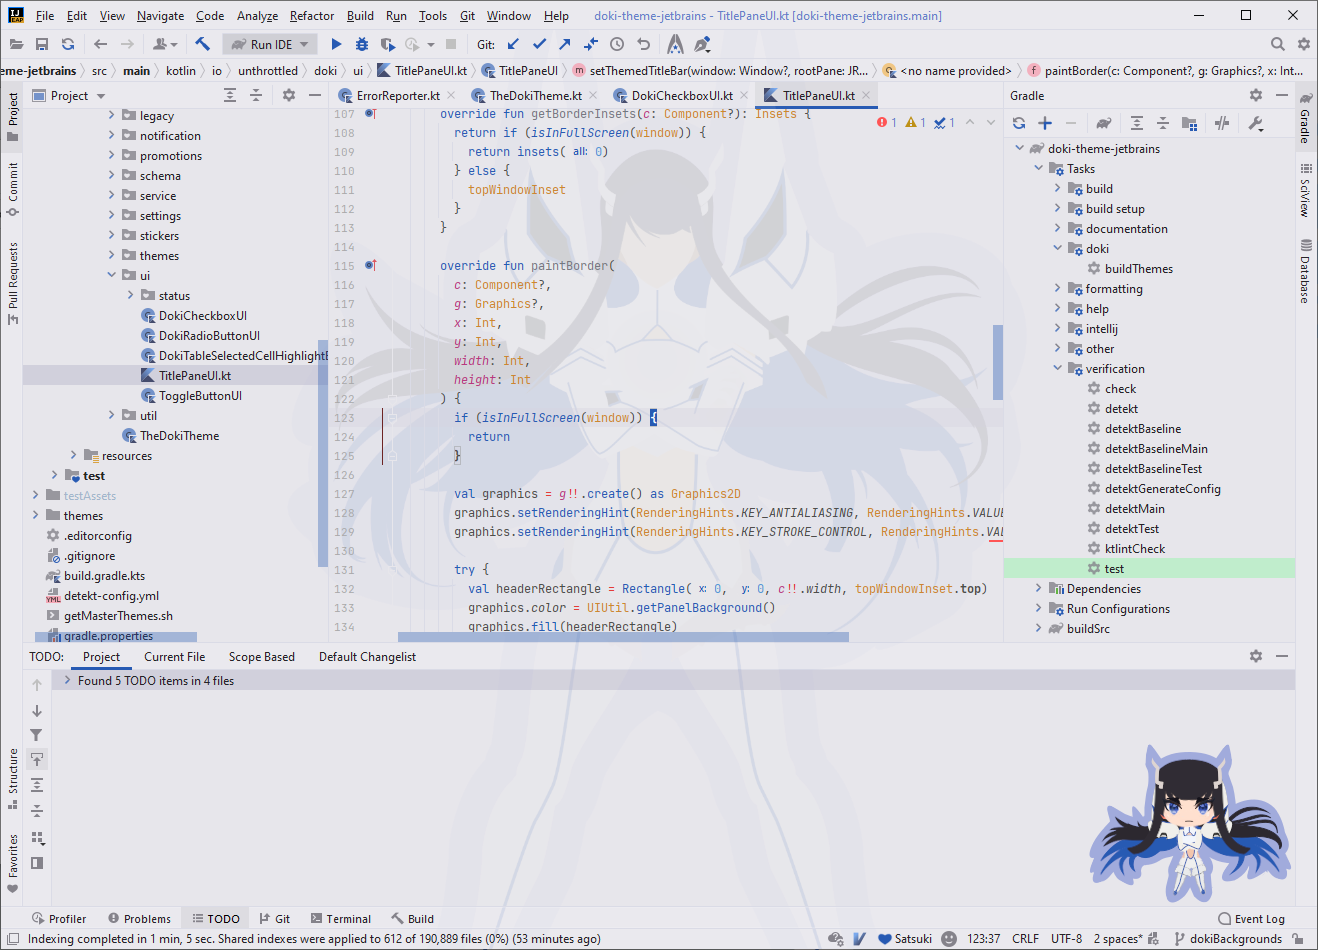 File Edit View Navigate Code Analyze Refactor Build Run Tools Git Window Help doki-theme-jetbrains - TitlePaneUI.kt [doki-theme-jetbrains.main]
Run IDE Git:
eme-jetbrains src main kotlin io unthrottled doki ui TitlePaneUI.kt TitlePaneUI setThemedTitleBar(window: Window?, rootPane: JR... <no name provided> paintBorder(c: Component?, g: Graphics?, x: Int...
Project
Commit
Pull Requests
Structure
Favorites
Project
legacy
notification
promotions
schema
service
settings
stickers
themes
ui
status
DokiCheckboxUI
DokiRadioButtonUI
DokiTableSelectedCellHighlightB
TitlePaneUI.kt
ToggleButtonUI
util
TheDokiTheme
resources
test
testAssets
themes
.editorconfig
.gitignore
build.gradle.kts
detekt-config.yml
getMasterThemes.sh
gradle.properties
ErrorReporter.kt TheDokiTheme.kt DokiCheckboxUI.kt TitlePaneUI.kt
1 1 1
107 override fun getBorderInsets(c: Component?): Insets {
108 return if (isInFullScreen(window)) {
109 return insets( all: 0)
110 } else {
111 topWindowInset
112 }
113 }
114
115 override fun paintBorder(
116 c: Component?,
117 g: Graphics?,
118 x: Int,
119 y: Int,
120 width: Int,
121 height: Int
122 ) {
123 if (isInFullScreen(window)) {
124 return
125 }
126
127 val graphics = g!!.create() as Graphics2D
128 graphics.setRenderingHint(RenderingHints.KEY_ANTIALIASING, RenderingHints.VALUE
129 graphics.setRenderingHint(RenderingHints.KEY_STROKE_CONTROL, RenderingHints.VAL
130
131 try {
132 val headerRectangle = Rectangle( x: 0, y: 0, c!!.width, topWindowInset.top)
133 graphics.color = UIUtil.getPanelBackground()
134 graphics.fill(headerRectangle)
Gradle
doki-theme-jetbrains
Tasks
build
build setup
documentation
doki
buildThemes
formatting
help
intellij
other
verification
check
detekt
detektBaseline
detektBaselineMain
detektBaselineTest
detektGenerateConfig
detektMain
detektTest
ktlintCheck
test
Dependencies
Run Configurations
buildSrc
Gradle
SciView
Database
TODO: Project Current File Scope Based Default Changelist
Found 5 TODO items in 4 files
Profiler Problems TODO Git Terminal Build Event Log
Indexing completed in 1 min, 5 sec. Shared indexes were applied to 612 of 190,889 files (0%) (53 minutes ago) Satsuki 123:37 CRLF UTF-8 2 spaces* dokiBackgrounds